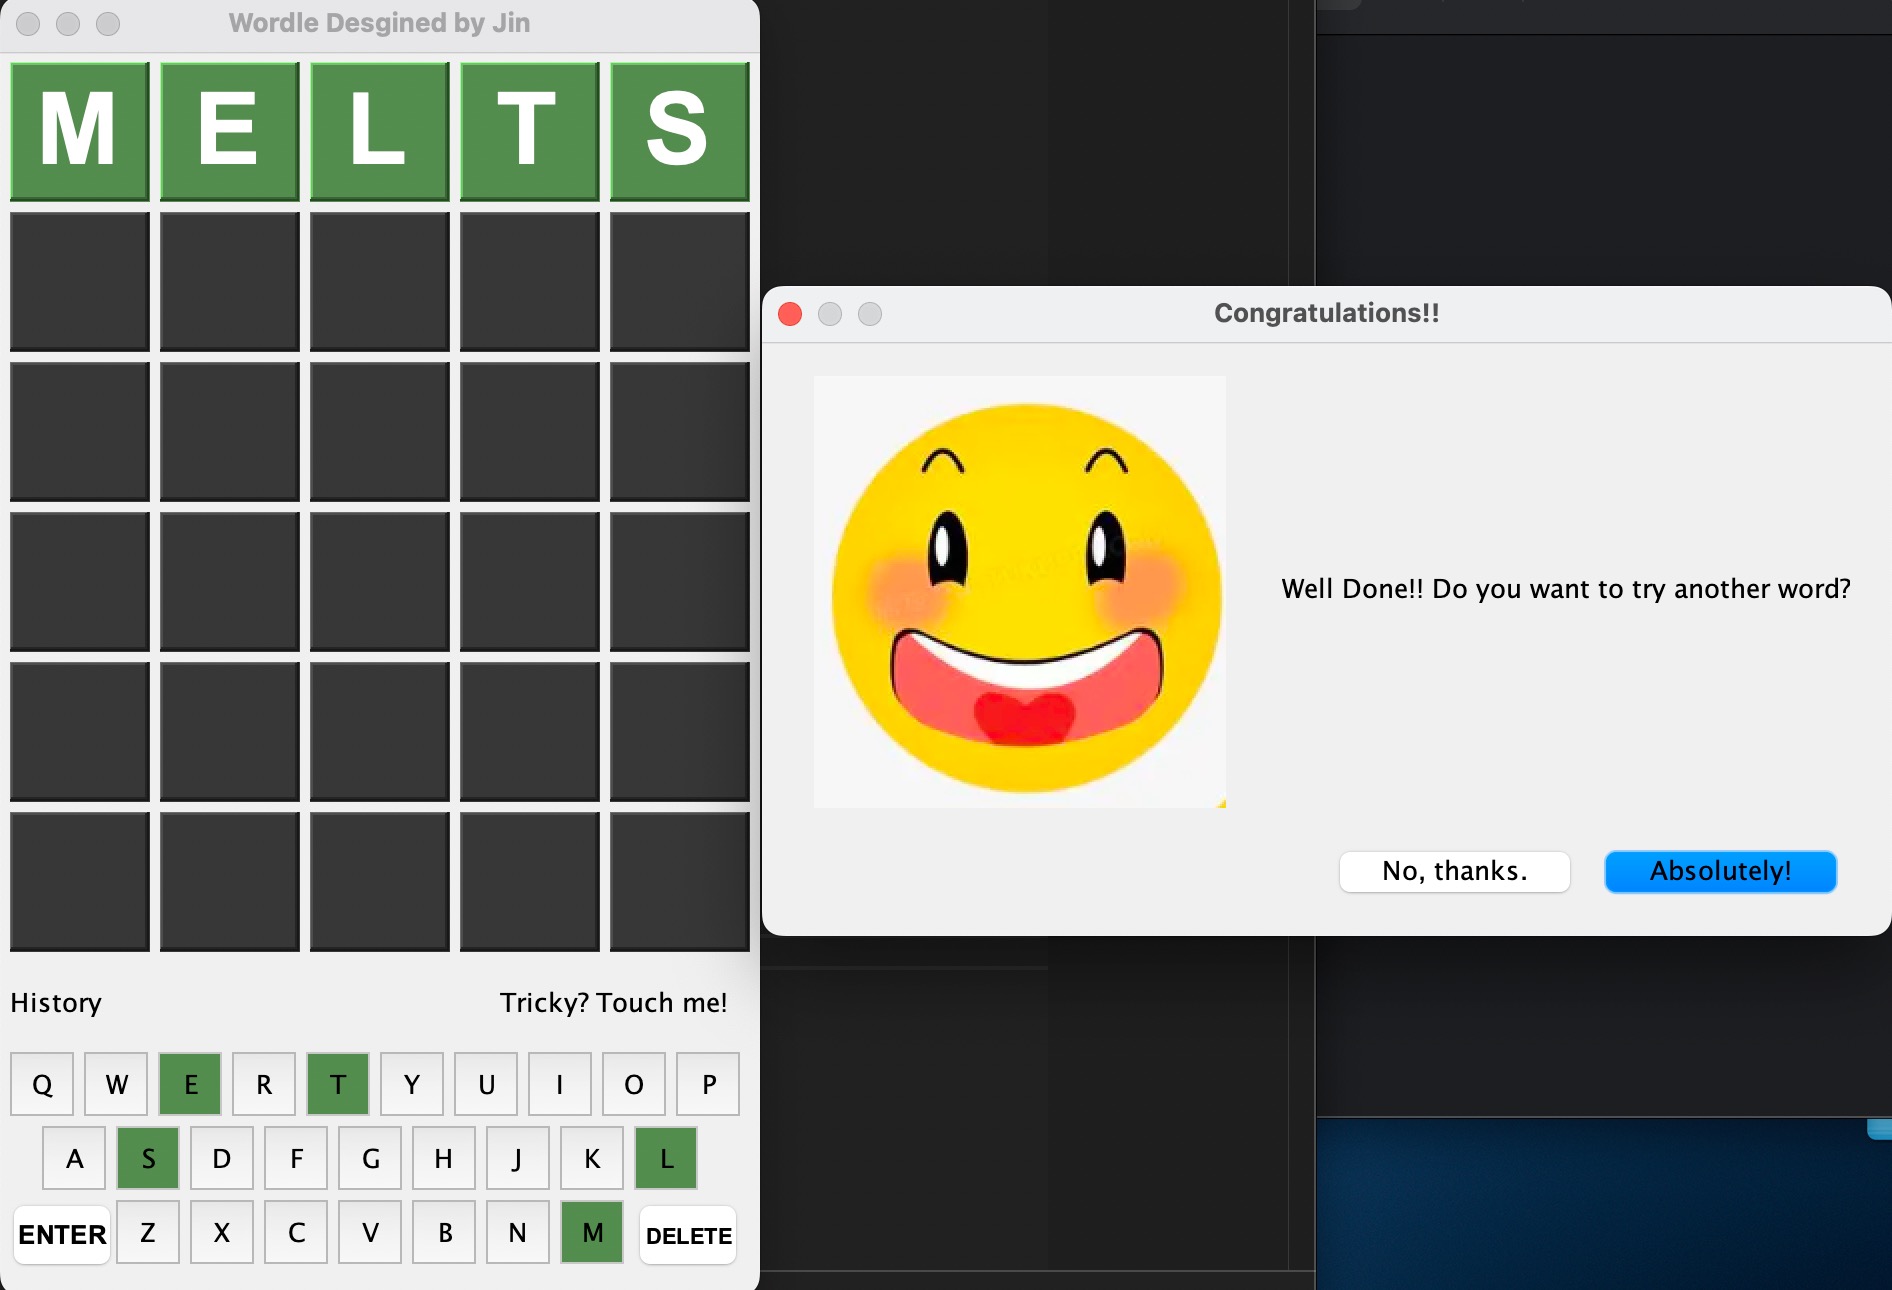 Wordle Desgined by Jin
M E L T S
Congratulations!!
Well Done!! Do you want to try another word?
No, thanks. Absolutely!
History Tricky? Touch me!
Q W E R T Y U I O P
A S D F G H J K L
ENTER Z X C V B N M DELETE